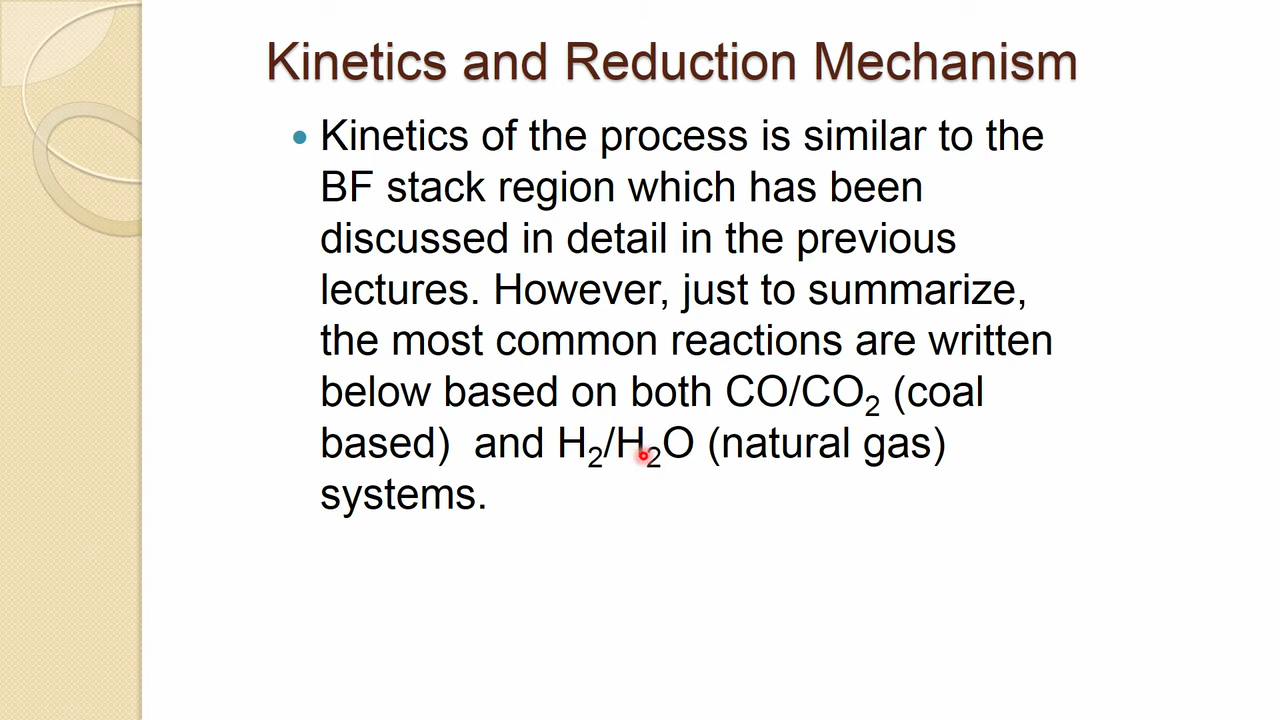 Kinetics and Reduction Mechanism
• Kinetics of the process is similar to the
BF stack region which has been
discussed in detail in the previous
lectures. However, just to summarize,
the most common reactions are written
below based on both CO/CO₂ (coal
based)  and H₂/H₂O (natural gas)
systems.